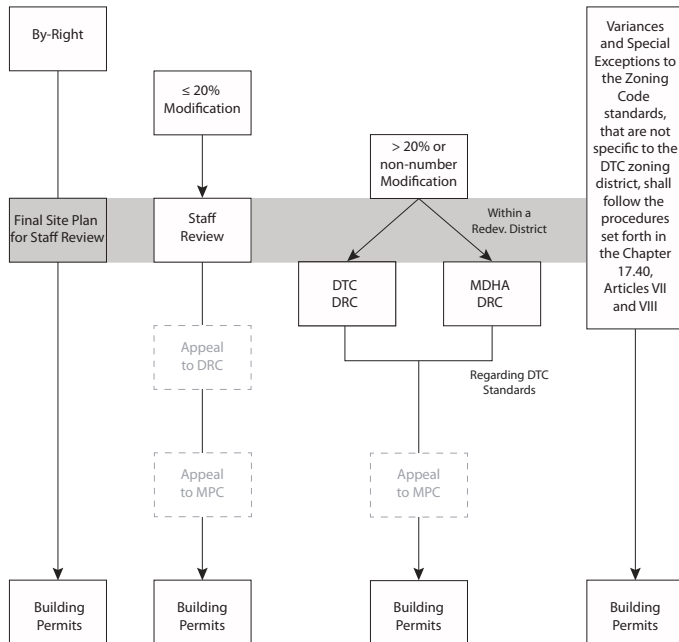 By-Right
≤ 20%
Modification
> 20% or
non-number
Modification
Variances
and Special
Exceptions to
the Zoning
Code
standards,
that are not
specific to the
DTC zoning
district, shall
follow the
procedures
set forth in
the Chapter
17.40,
Articles VII
and VIII
Final Site Plan
for Staff Review
Staff
Review
Within a
Redev. District
DTC
DRC
MDHA
DRC
Appeal
to DRC
Regarding DTC
Standards
Appeal
to MPC
Appeal
to MPC
Building
Permits
Building
Permits
Building
Permits
Building
Permits